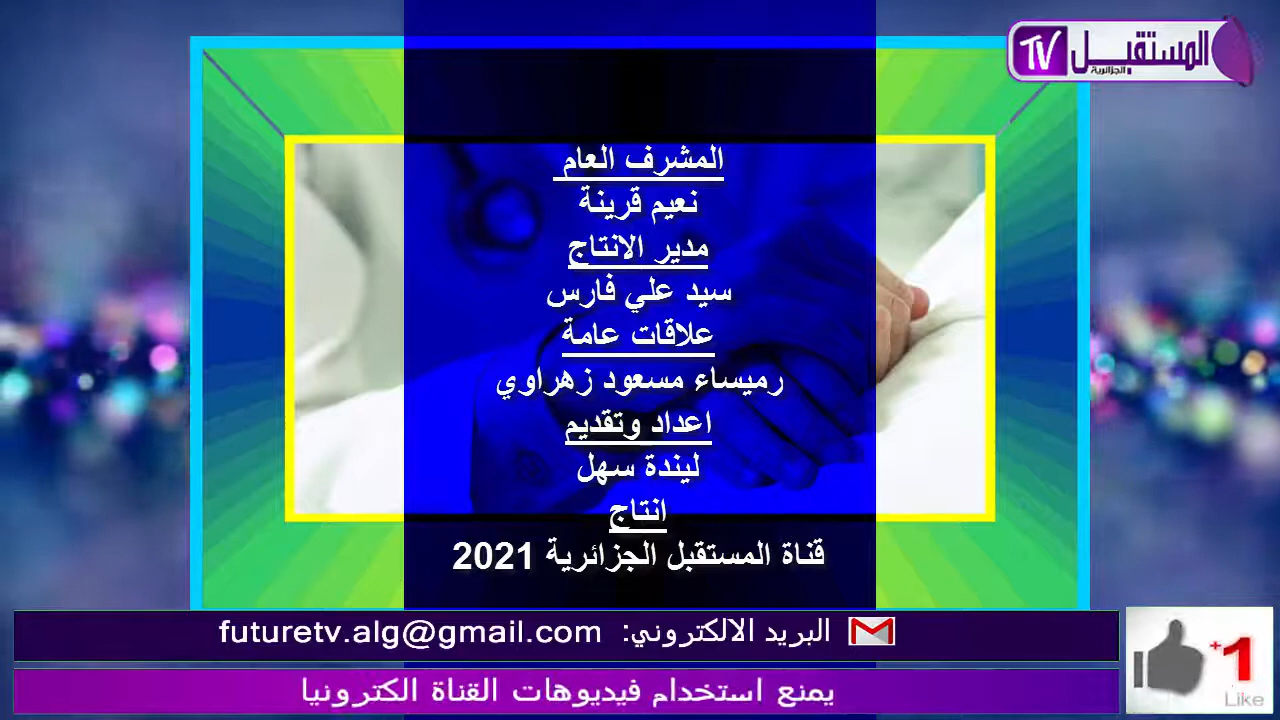 المستقبل TV
الجزائرية
المشرف العام
نعيم قرينة
مدير الانتاج
سيد علي فارس
علاقات عامة
رميساء مسعود زهراوي
اعداد وتقديم
ليندة سهل
انتاج
قناة المستقبل الجزائرية 2021
البريد الالكتروني: futuretv.alg@gmail.com
يمنع استخدام فيديوهات القناة الكترونيا
+1
Like